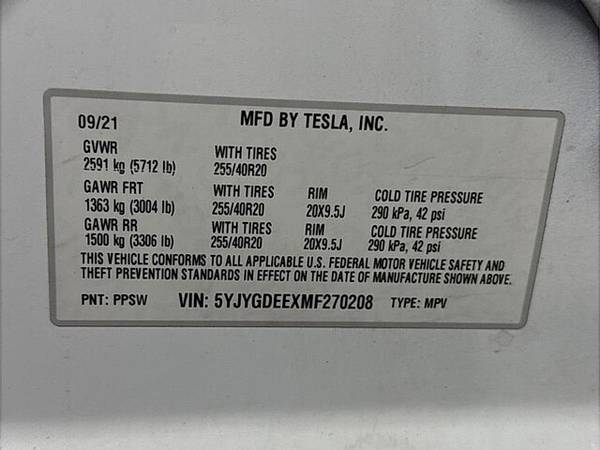 09/21 MFD BY TESLA, INC.
GVWR
2591 kg (5712 lb) WITH TIRES 255/40R20
GAWR FRT WITH TIRES RIM COLD TIRE PRESSURE
1363 kg (3004 lb) 255/40R20 20X9.5J 290 kPa, 42 psi
GAWR RR WITH TIRES RIM COLD TIRE PRESSURE
1500 kg (3306 lb) 255/40R20 20X9.5J 290 kPa, 42 psi
THIS VEHICLE CONFORMS TO ALL APPLICABLE U.S. FEDERAL MOTOR VEHICLE SAFETY AND
THEFT PREVENTION STANDARDS IN EFFECT ON THE DATE OF MANUFACTURE SHOWN ABOVE.
PNT: PPSW VIN: 5YJYGDEEXMF270208 TYPE: MPV